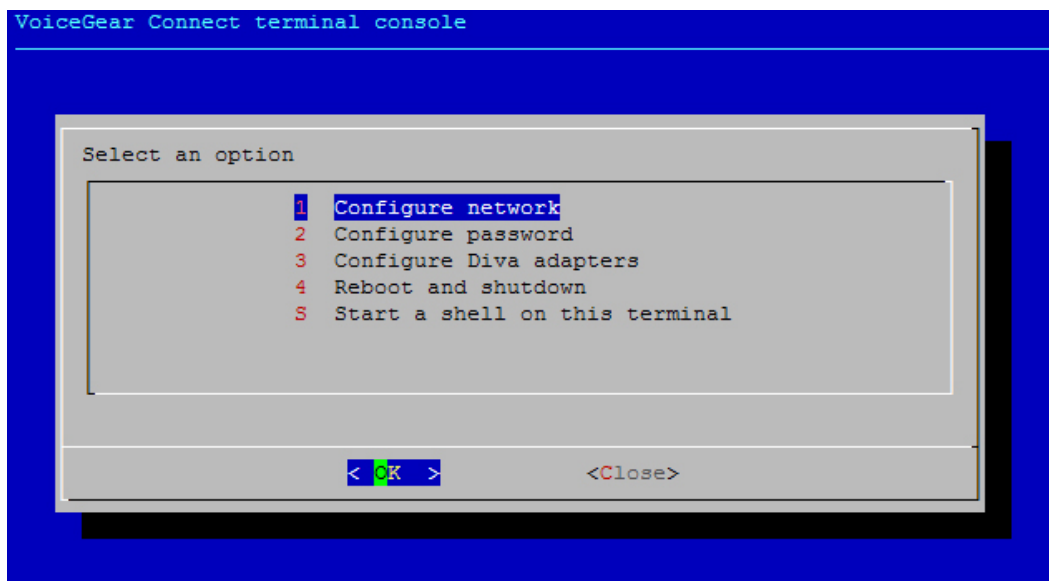 VoiceGear Connect terminal console
Select an option
1 Configure network
2 Configure password
3 Configure Diva adapters
4 Reboot and shutdown
S Start a shell on this terminal
< OK > <Close>